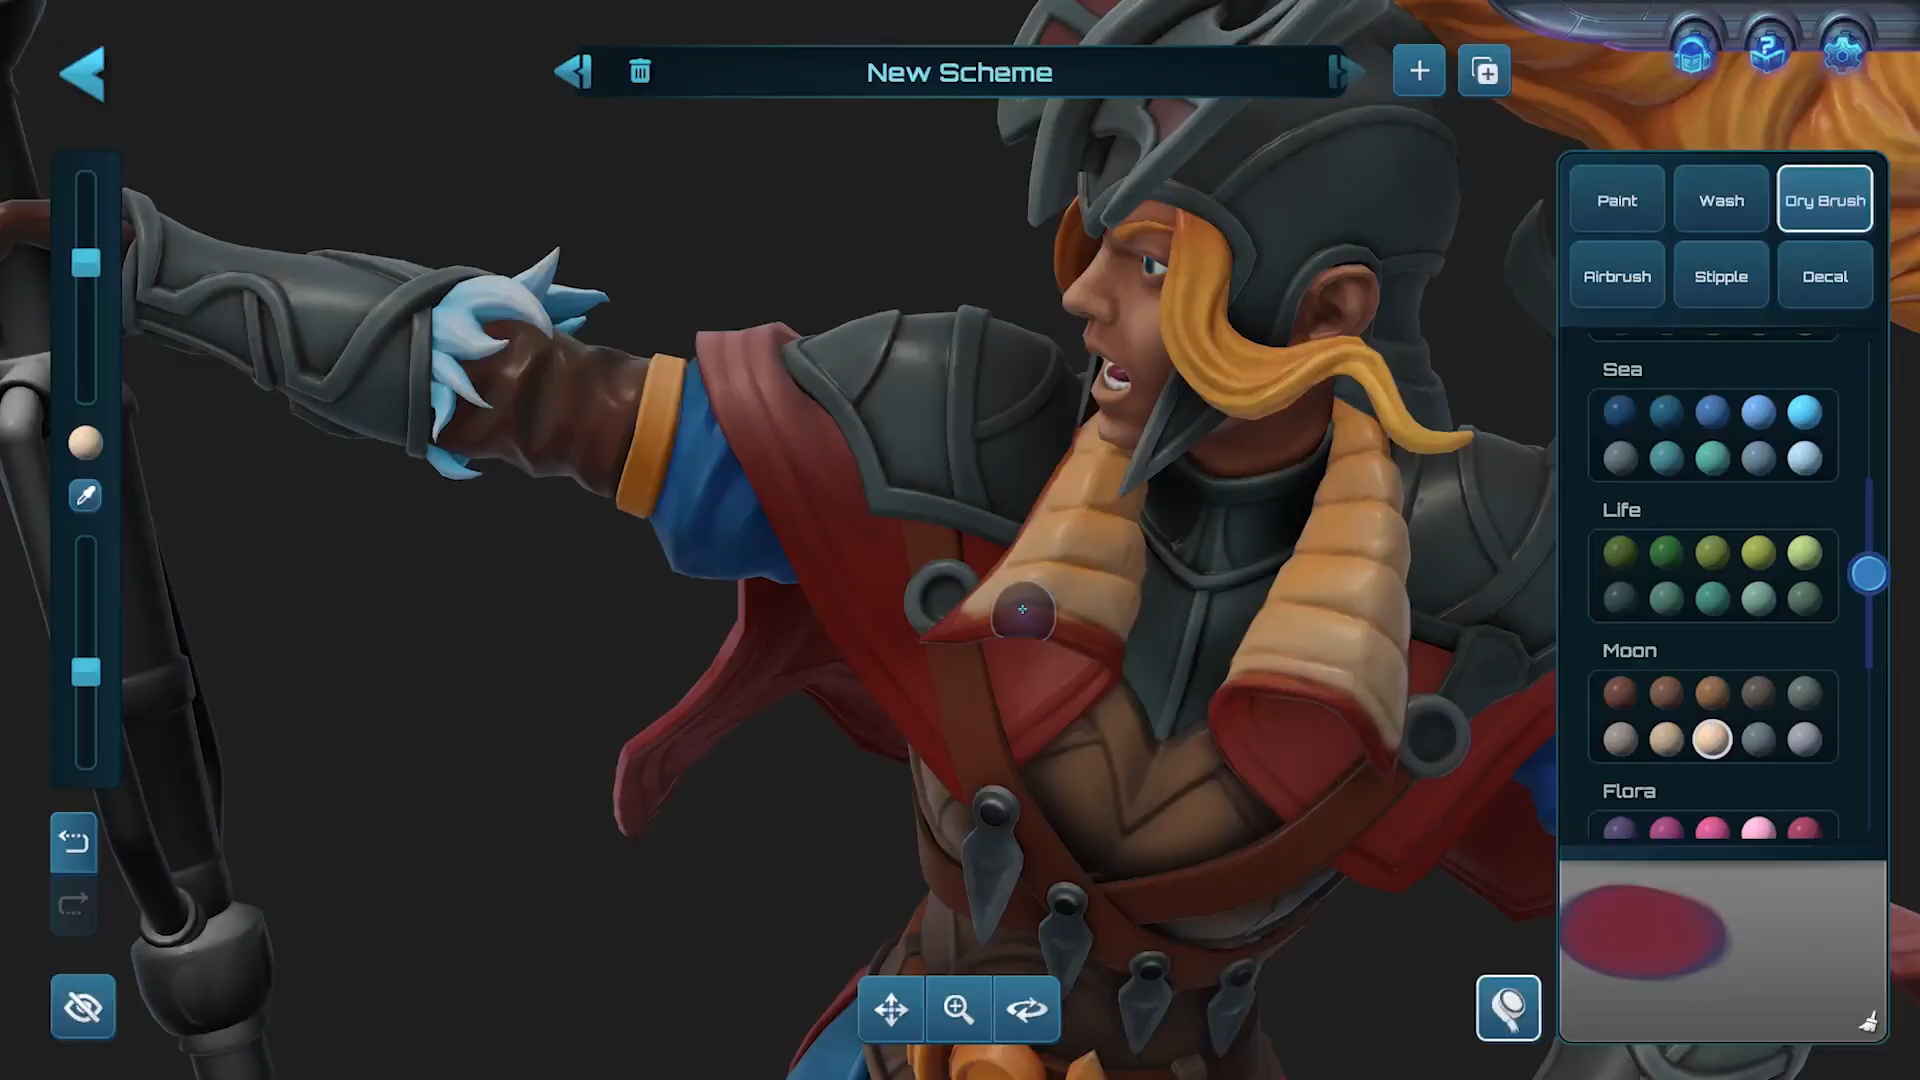 New Scheme
Paint
Wash
Dry Brush
Airbrush
Stipple
Decal
Sea
Life
Moon
Flora